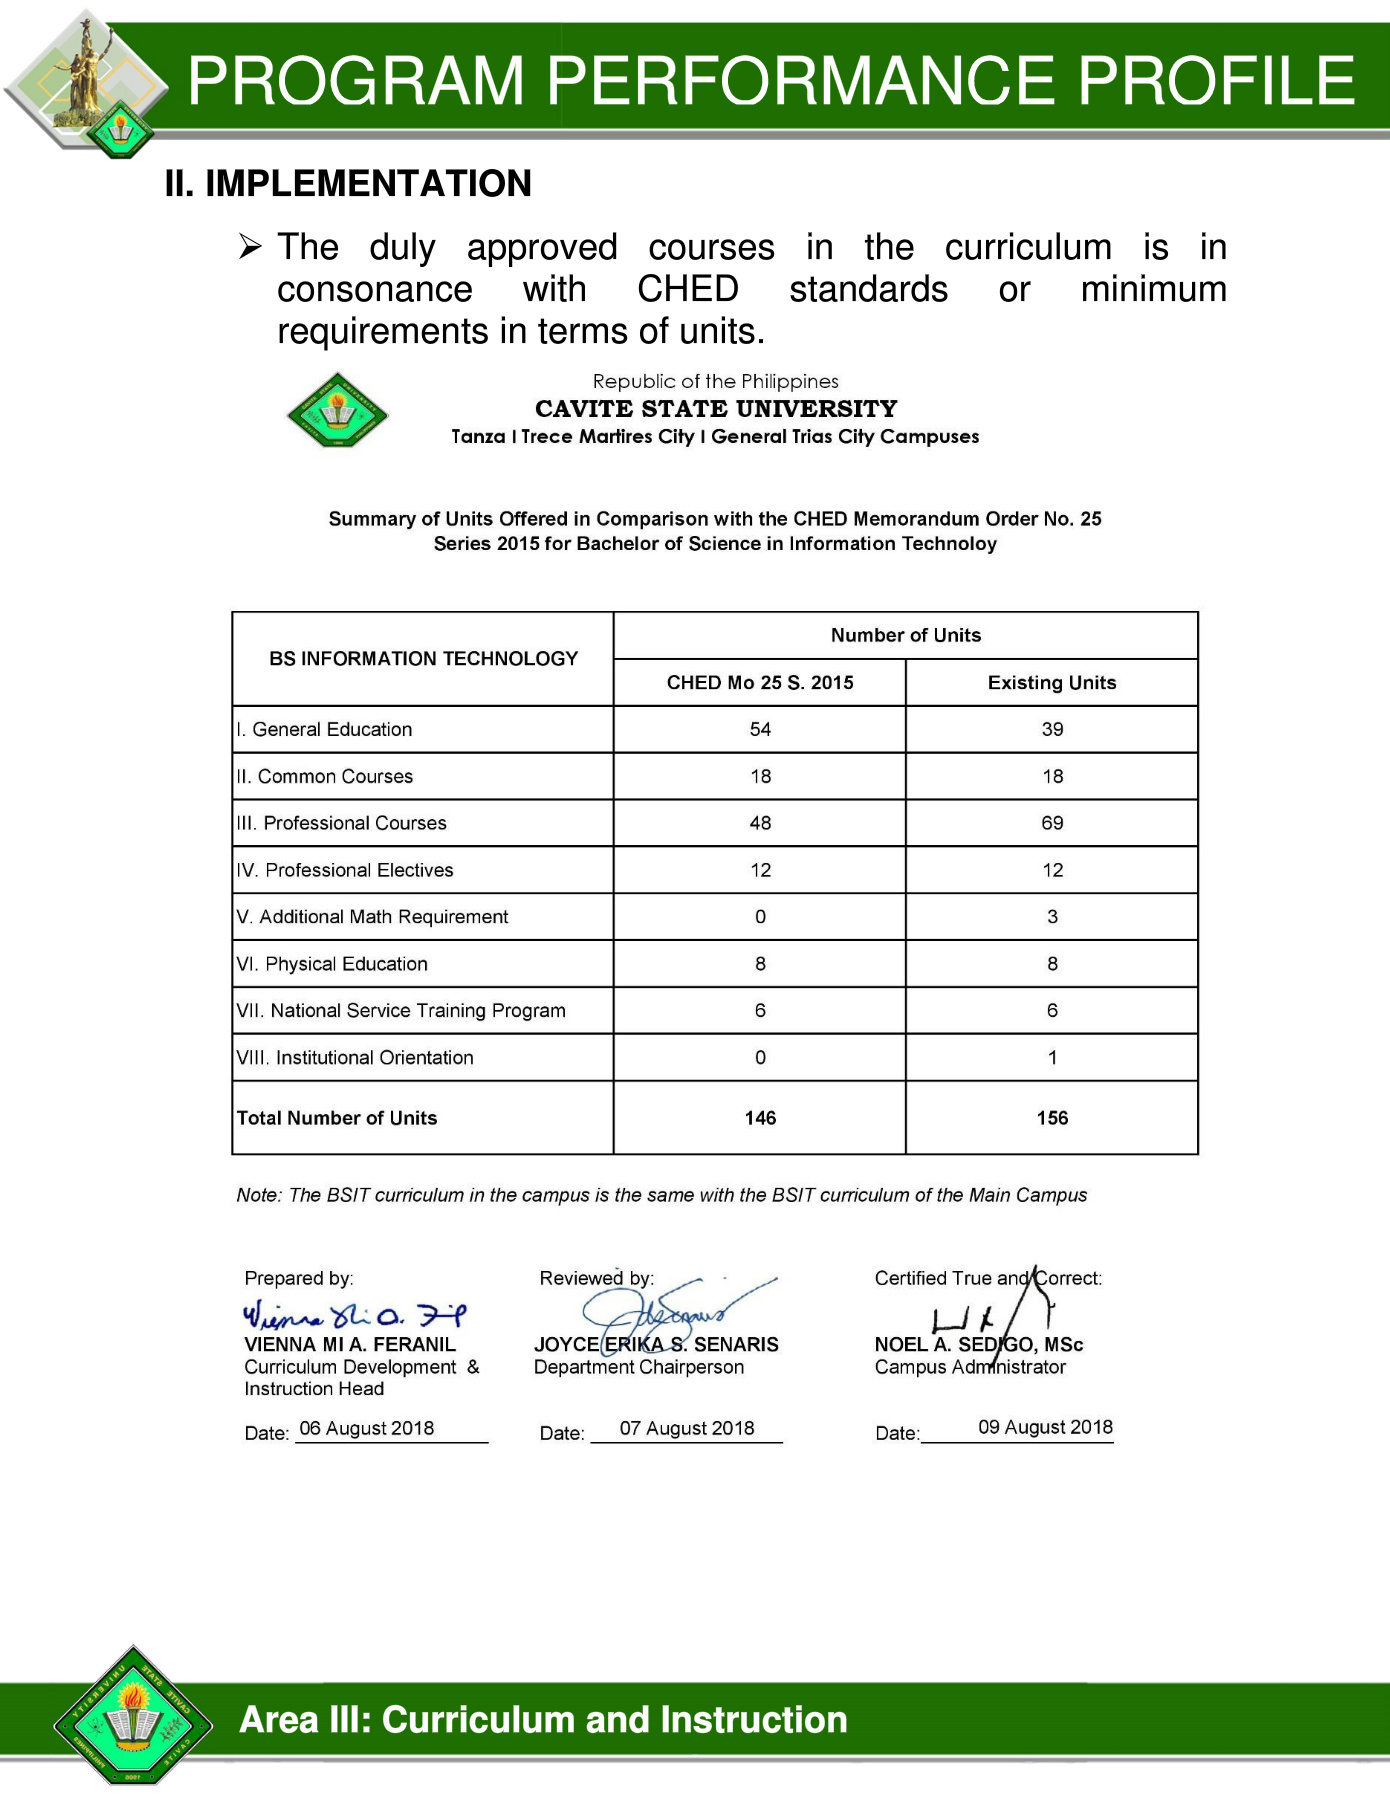 PROGRAM PERFORMANCE PROFILE
II. IMPLEMENTATION
➢ The duly approved courses in the curriculum is in
consonance with CHED standards or minimum
requirements in terms of units.
Republic of the Philippines
CAVITE STATE UNIVERSITY
Tanza I Trece Martires City I General Trias City Campuses
Summary of Units Offered in Comparison with the CHED Memorandum Order No. 25
Series 2015 for Bachelor of Science in Information Technoloy
BS INFORMATION TECHNOLOGY
Number of Units
CHED Mo 25 S. 2015 Existing Units
I. General Education 54 39
II. Common Courses 18 18
III. Professional Courses 48 69
IV. Professional Electives 12 12
V. Additional Math Requirement 0 3
VI. Physical Education 8 8
VII. National Service Training Program 6 6
VIII. Institutional Orientation 0 1
Total Number of Units 146 156
Note: The BSIT curriculum in the campus is the same with the BSIT curriculum of the Main Campus
Prepared by: Reviewed by: Certified True and Correct:
VIENNA MI A. FERANIL JOYCE ERIKA S. SENARIS NOEL A. SEDIGO, MSc
Curriculum Development & Department Chairperson Campus Administrator
Instruction Head
Date: 06 August 2018 Date: 07 August 2018 Date: 09 August 2018
CAVITE STATE UNIVERSITY
CAVITE PHILIPPINES
Area III: Curriculum and Instruction